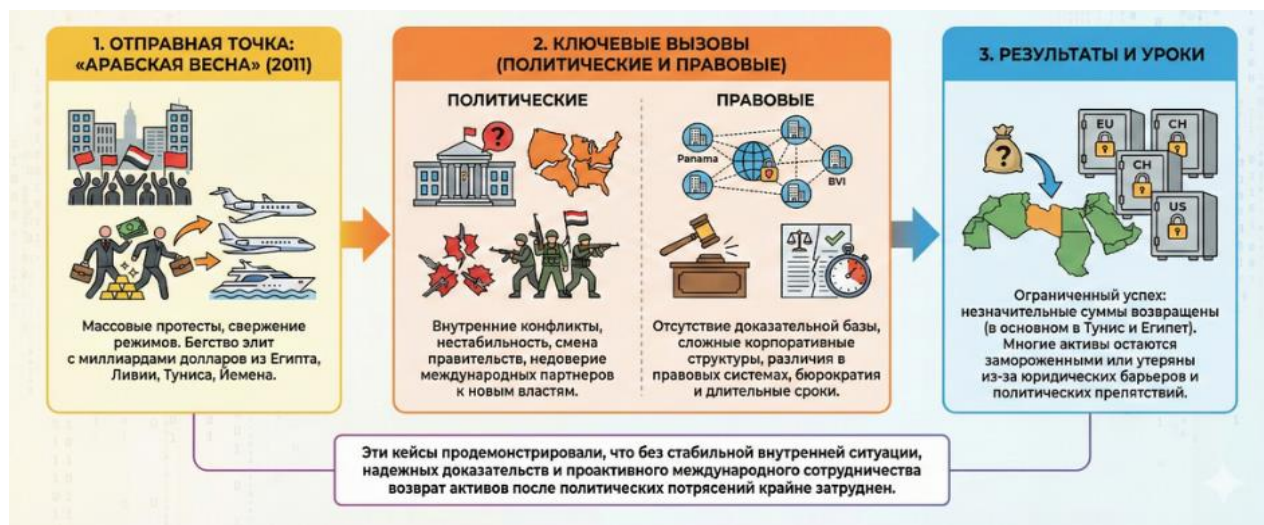 1. ОТПРАВНАЯ ТОЧКА:
«АРАБСКАЯ ВЕСНА» (2011)
Массовые протесты, свержение
режимов. Бегство элит
с миллиардами долларов из Египта,
Ливии, Туниса, Йемена.
2. КЛЮЧЕВЫЕ ВЫЗОВЫ
(ПОЛИТИЧЕСКИЕ И ПРАВОВЫЕ)
ПОЛИТИЧЕСКИЕ
?
Внутренние конфликты,
нестабильность, смена
правительств, недоверие
международных партнеров
к новым властям.
ПРАВОВЫЕ
Panama
BVI
Отсутствие доказательной базы,
сложные корпоративные
структуры, различия в
правовых системах, бюрократия
и длительные сроки.
3. РЕЗУЛЬТАТЫ И УРОКИ
?
EU
CH
CH
US
Ограниченный успех:
незначительные суммы возвращены
(в основном в Тунис и Египет).
Многие активы остаются
замороженными или утеряны
из-за юридических барьеров и
политических препятствий.
Эти кейсы продемонстрировали, что без стабильной внутренней ситуации,
надежных доказательств и проактивного международного сотрудничества
возврат активов после политических потрясений крайне затруднен.